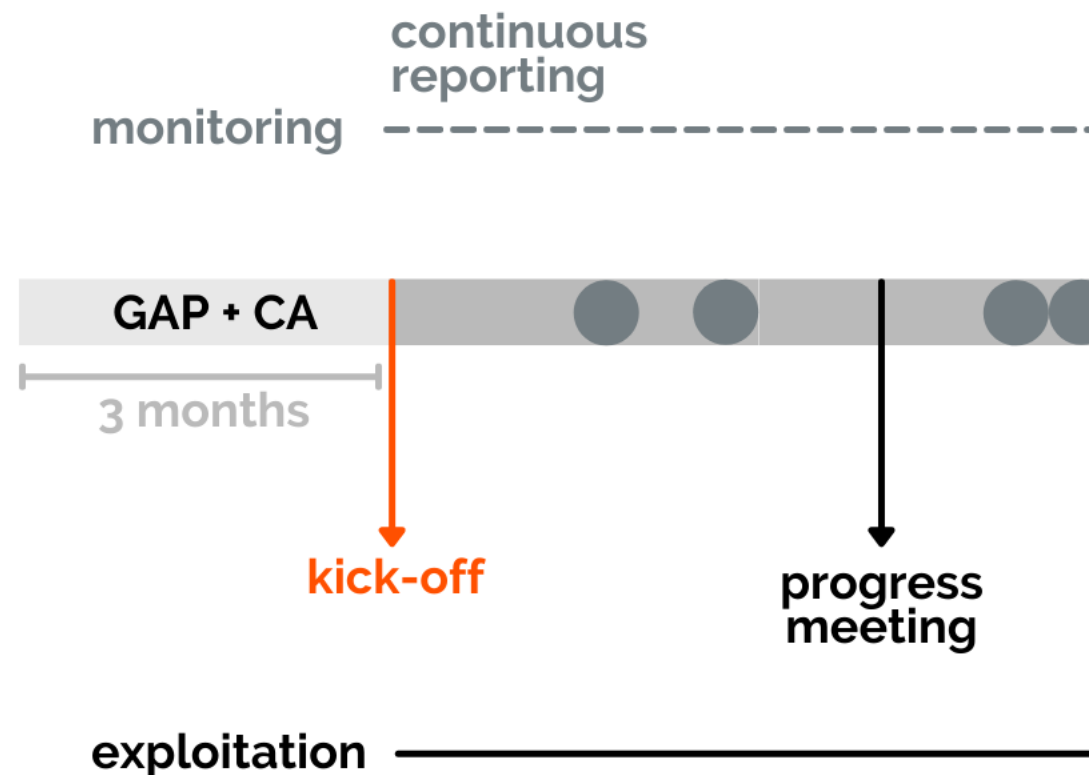 continuous
reporting
monitoring
GAP + CA
3 months
kick-off
progress
meeting
exploitation